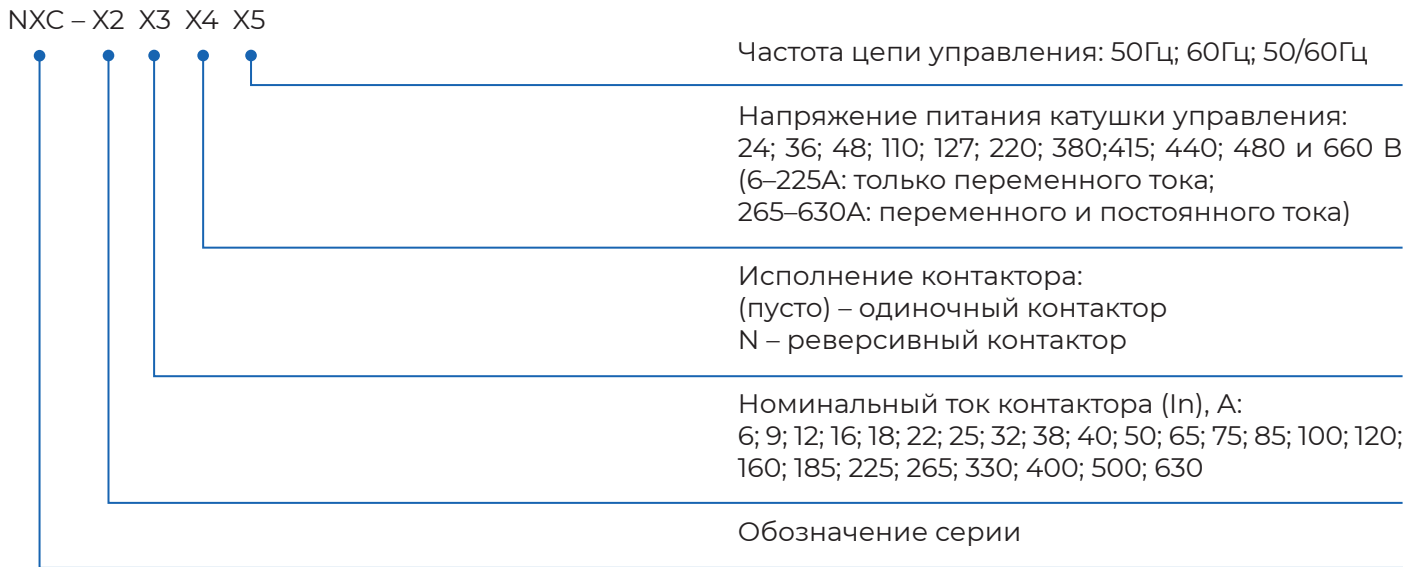 NXC – X2 X3 X4 X5
Частота цепи управления: 50Гц; 60Гц; 50/60Гц
Напряжение питания катушки управления:
24; 36; 48; 110; 127; 220; 380;415; 440; 480 и 660 В
(6–225А: только переменного тока;
265–630А: переменного и постоянного тока)
Исполнение контактора:
(пусто) – одиночный контактор
N – реверсивный контактор
Номинальный ток контактора (In), А:
6; 9; 12; 16; 18; 22; 25; 32; 38; 40; 50; 65; 75; 85; 100; 120;
160; 185; 225; 265; 330; 400; 500; 630
Обозначение серии